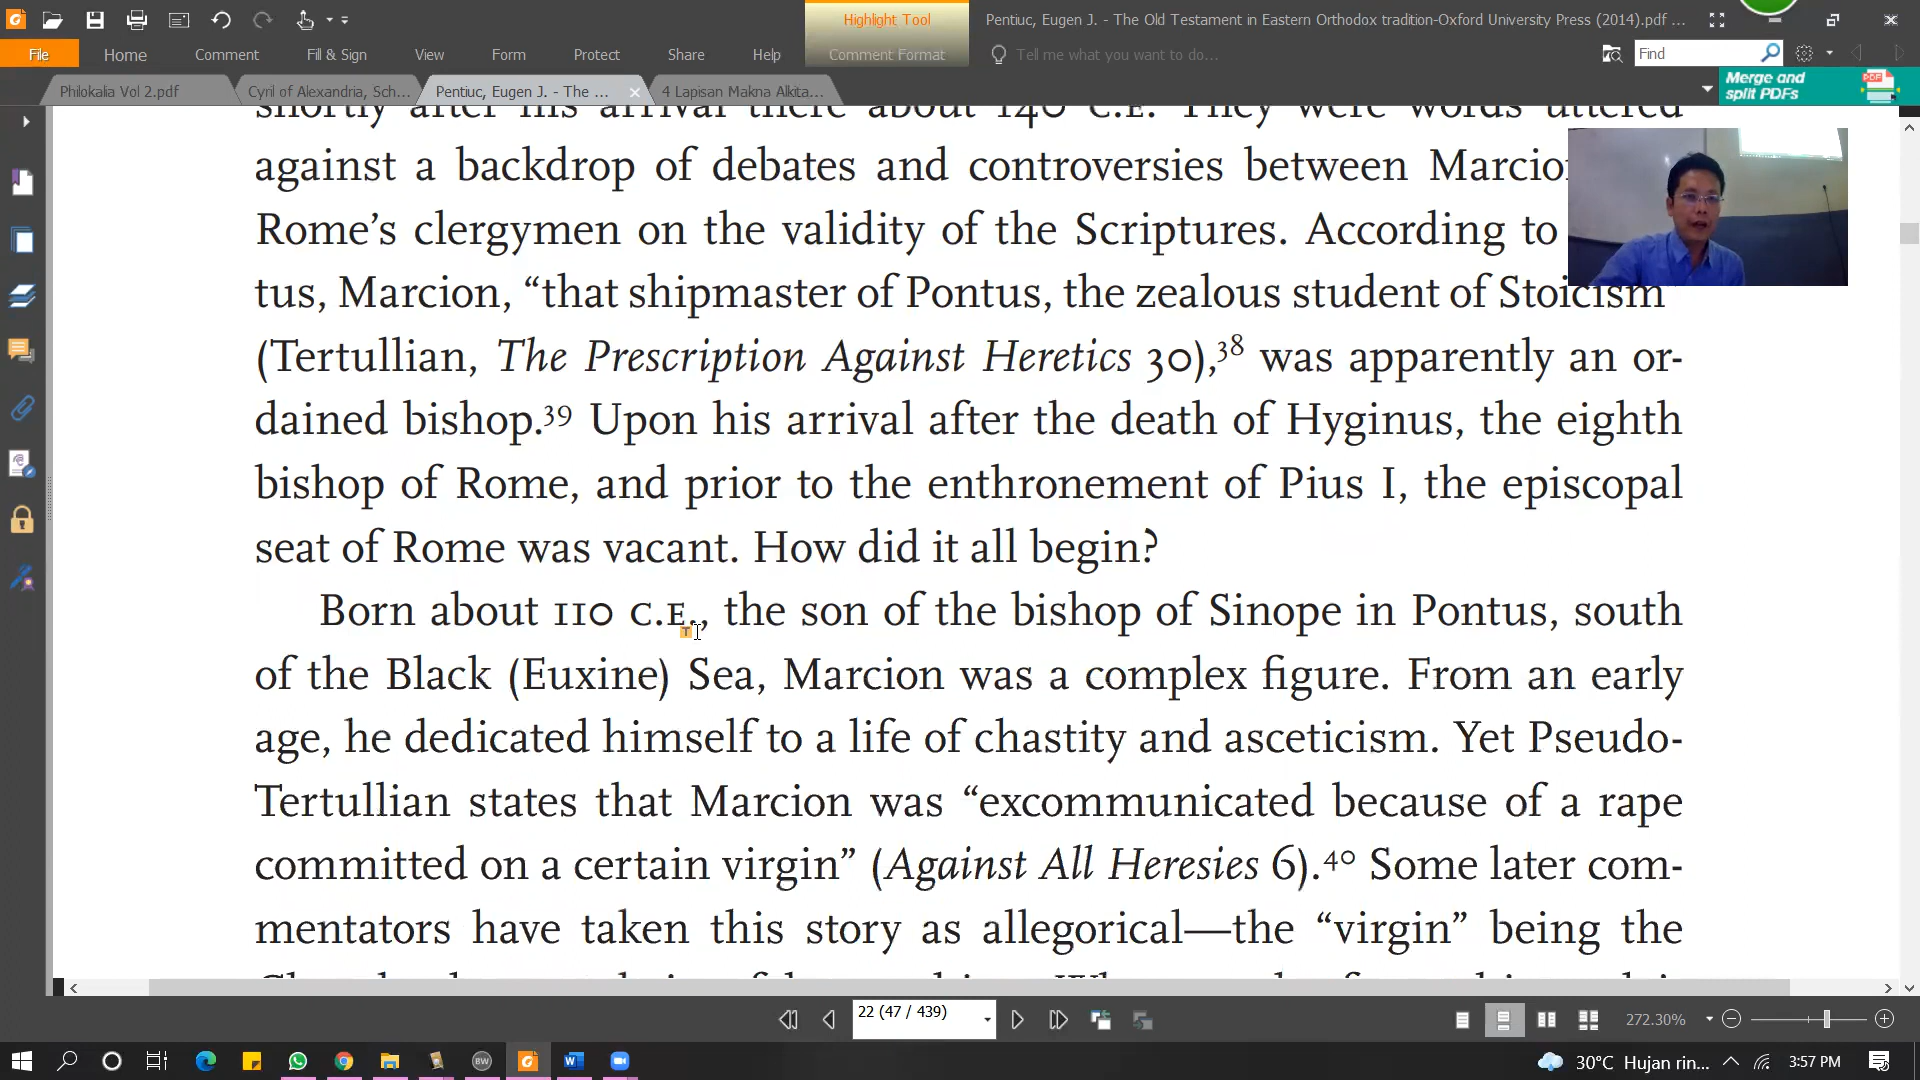 Highlight Tool
Pentiuc, Eugen J. - The Old Testament in Eastern Orthodox tradition-Oxford University Press (2014).pdf ...
File Home Comment Fill & Sign View Form Protect Share Help Comment Format Tell me what you want to do... Find
Philokalia Vol 2.pdf Cyril of Alexandria, Sch... Pentiuc, Eugen J. - The ... 4 Lapisan Makna Alkita...
Merge and
split PDFs
shortly after his arrival there about 140 C.E. They were words uttered
against a backdrop of debates and controversies between Marcio
Rome's clergymen on the validity of the Scriptures. According to
tus, Marcion, “that shipmaster of Pontus, the zealous student of Stoicism”
(Tertullian, The Prescription Against Heretics 30),38 was apparently an or-
dained bishop.39 Upon his arrival after the death of Hyginus, the eighth
bishop of Rome, and prior to the enthronement of Pius I, the episcopal
seat of Rome was vacant. How did it all begin?
Born about 110 C.E., the son of the bishop of Sinope in Pontus, south
of the Black (Euxine) Sea, Marcion was a complex figure. From an early
age, he dedicated himself to a life of chastity and asceticism. Yet Pseudo-
Tertullian states that Marcion was “excommunicated because of a rape
committed on a certain virgin” (Against All Heresies 6).40 Some later com-
mentators have taken this story as allegorical—the “virgin” being the
22 (47 / 439)
272.30%
30°C Hujan rin... 3:57 PM